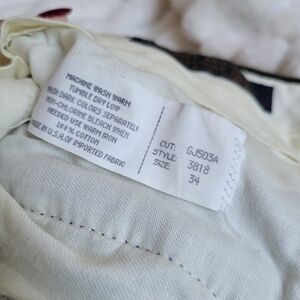 MACHINE WASH WARM
TUMBLE DRY LOW
WASH DARK COLORS SEPARATELY
NON-CHLORINE BLEACH WHEN
NEEDED USE WARM IRON
100% COTTON
MADE IN U.S.A. OF IMPORTED FABRIC
CUT: GJ503A
STYLE: 3818
SIZE: 34